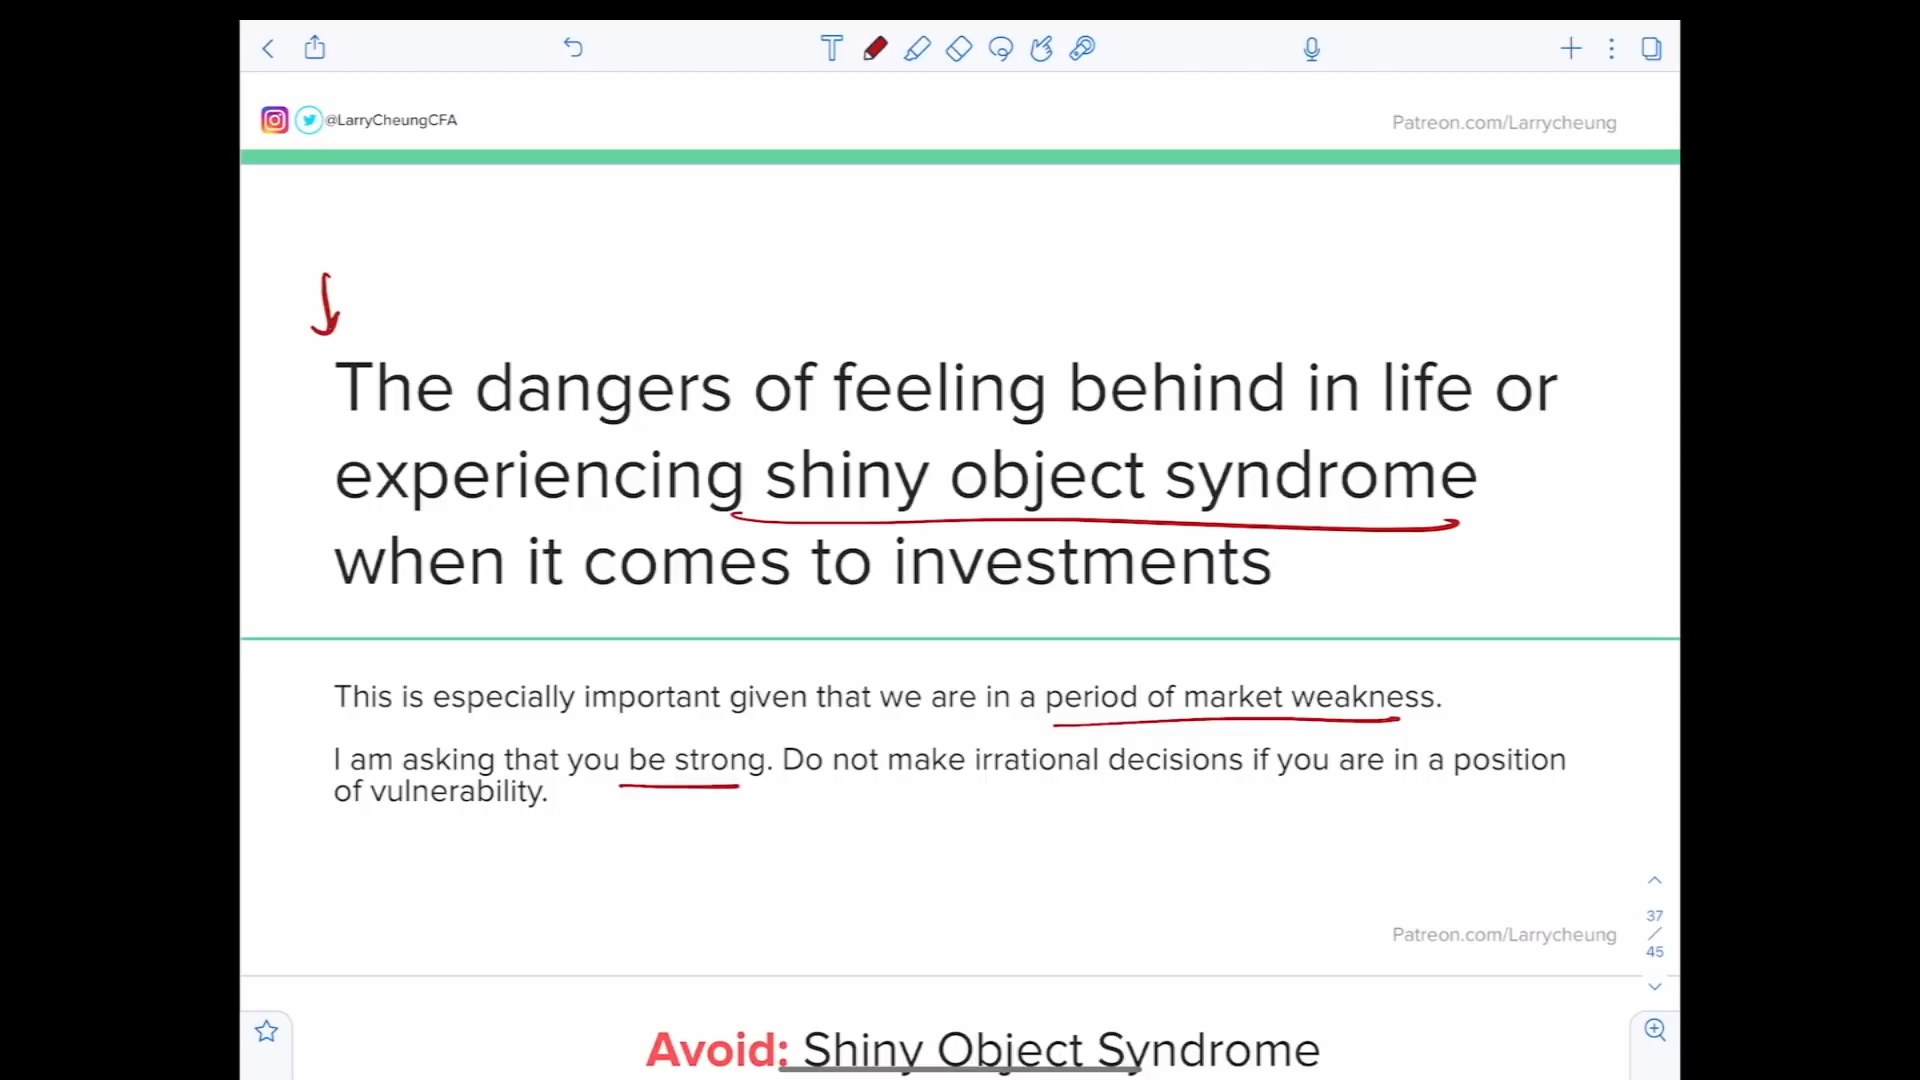 @LarryCheungCFA
Patreon.com/Larrycheung
The dangers of feeling behind in life or
experiencing shiny object syndrome
when it comes to investments
This is especially important given that we are in a period of market weakness.
I am asking that you be strong. Do not make irrational decisions if you are in a position
of vulnerability.
37
/
45
Patreon.com/Larrycheung
Avoid: Shiny Object Syndrome